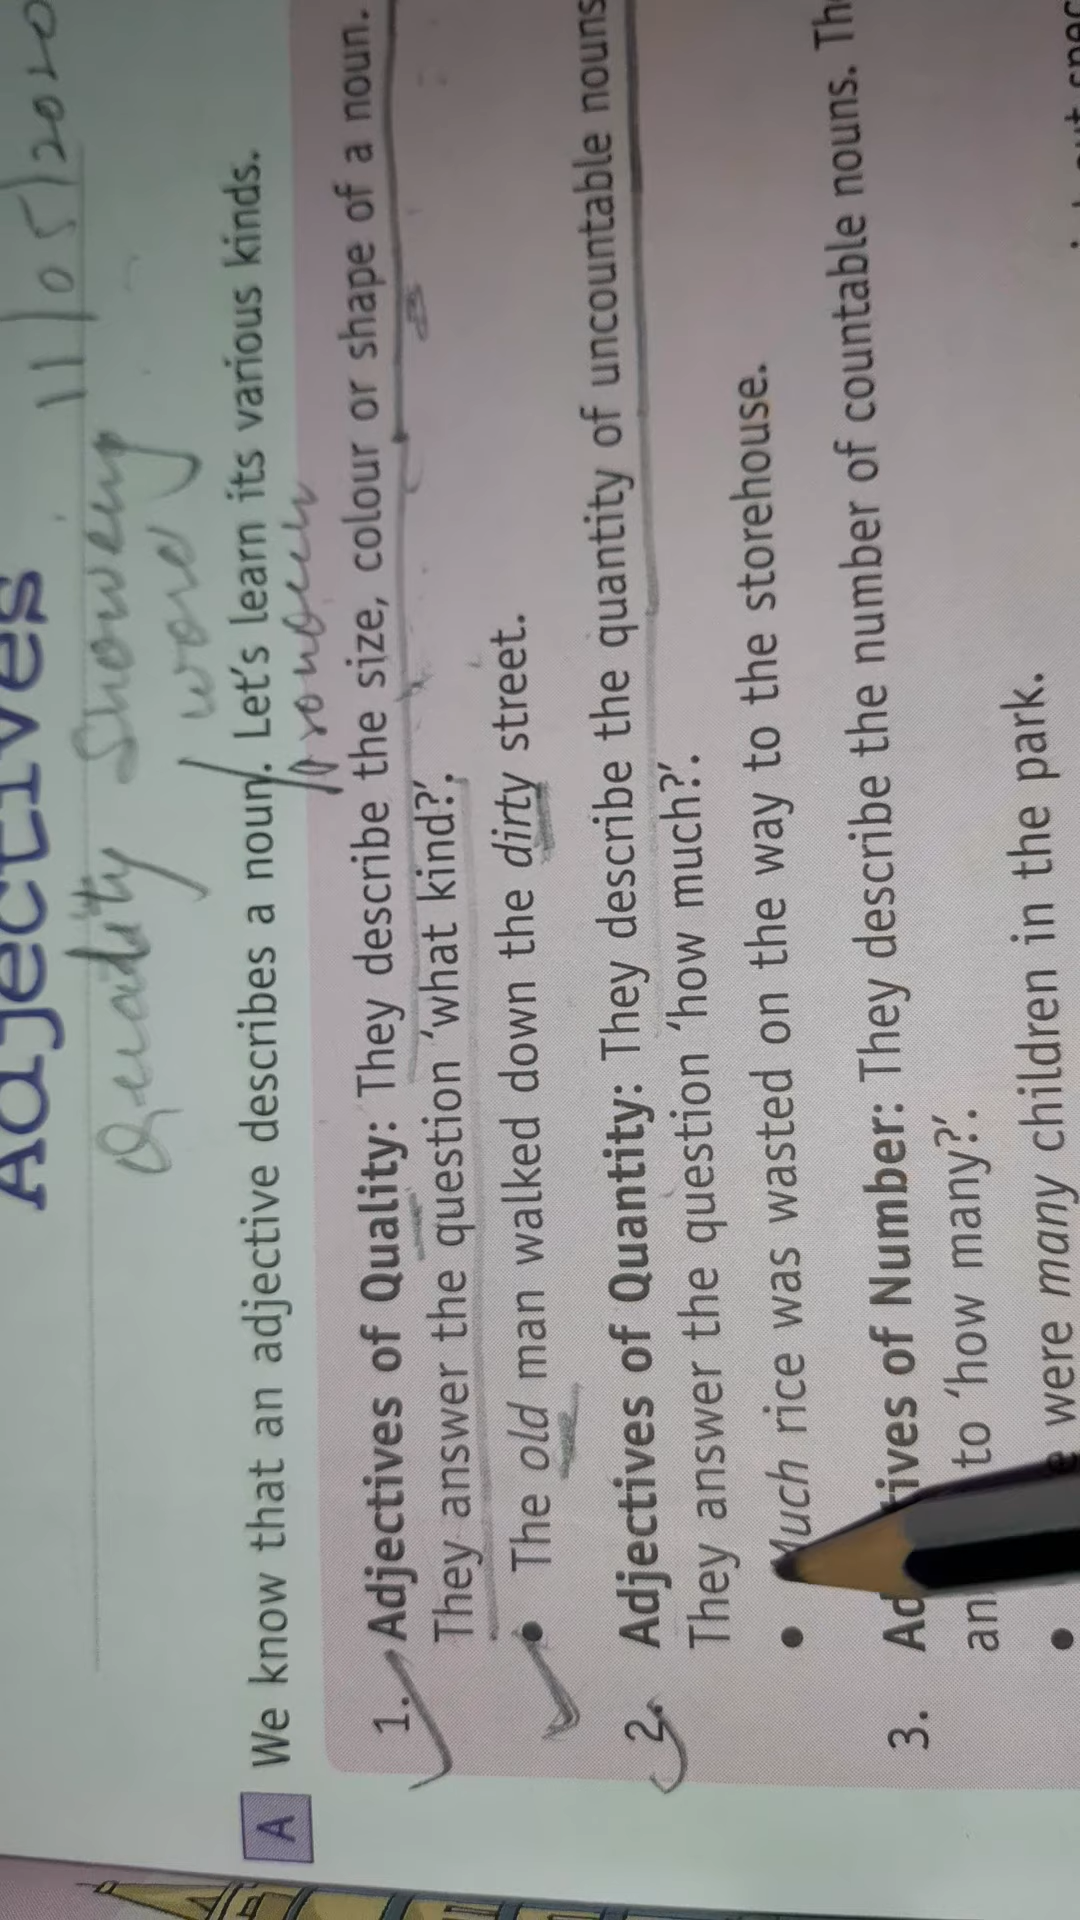 Adjectives 11/05/2020
Quality showing
word
A We know that an adjective describes a noun. Let's learn its various kinds.
/Pronoun
1. Adjectives of Quality: They describe the size, colour or shape of a noun.
They answer the question 'what kind?'.
• The old man walked down the dirty street.
2. Adjectives of Quantity: They describe the quantity of uncountable nouns
They answer the question 'how much?'.
• Much rice was wasted on the way to the storehouse.
3. Adjectives of Number: They describe the number of countable nouns. The
to 'how many?'.
• were many children in the park.